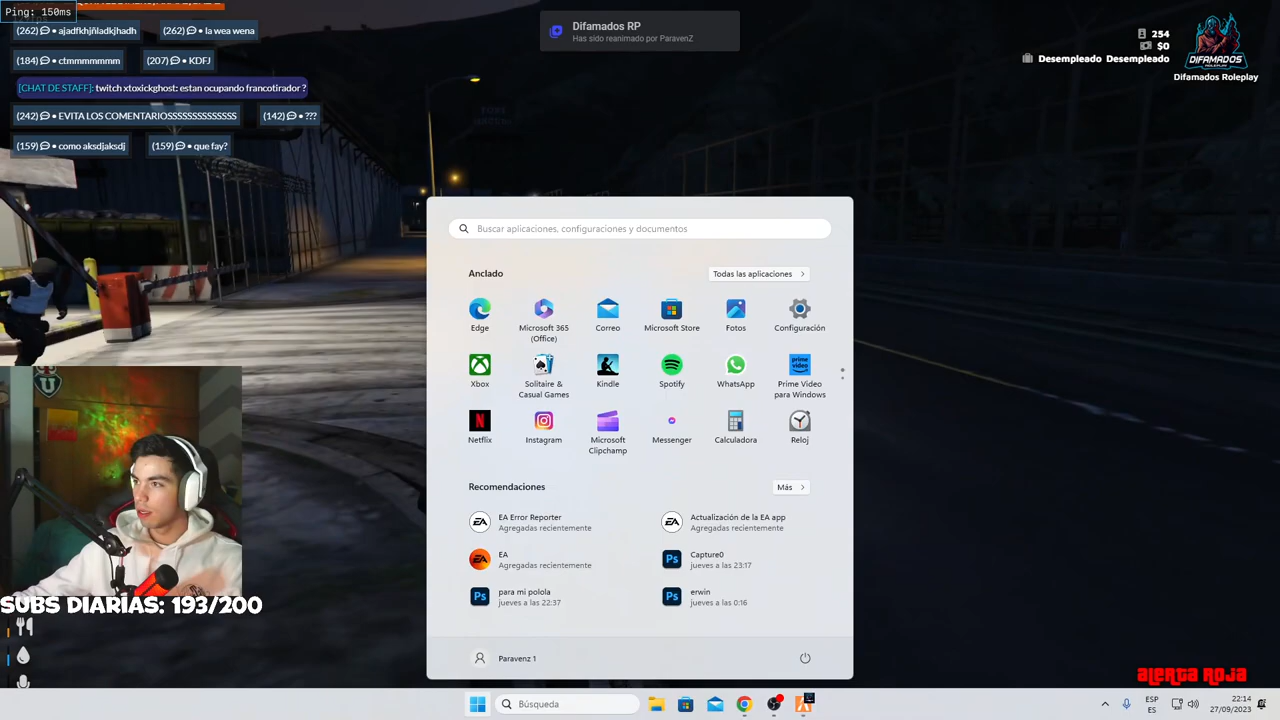 Ping: 150ms
(262) • ajadfkhjñladkjhadh
(262) • la wea wena
(184) • ctmmmmmm
(207) • KDFJ
[CHAT DE STAFF]: twitch xtoxickghost: estan ocupando francotirador ?
(242) • EVITA LOS COMENTARIOSSSSSSSSSSSSSS
(142) • ???
(159) • como aksdjaksdj
(159) • que fay?
Difamados RP
Has sido reanimado por ParavenZ
254
$0
Desempleado Desempleado
DIFAMADOS
ROLEPLAY
Difamados Roleplay
Buscar aplicaciones, configuraciones y documentos
Anclado
Todas las aplicaciones
Edge
Microsoft 365
(Office)
Correo
Microsoft Store
Fotos
Configuración
Xbox
Solitaire &
Casual Games
Kindle
Spotify
WhatsApp
prime
video
Prime Video
para Windows
Netflix
Instagram
Microsoft
Clipchamp
Messenger
Calculadora
Reloj
Recomendaciones
Más
EA Error Reporter
Agregadas recientemente
Actualización de la EA app
Agregadas recientemente
EA
Agregadas recientemente
Capture0
jueves a las 23:17
para mi polola
jueves a las 22:37
erwin
jueves a las 0:16
Paravenz 1
SUBS DIARIAS: 193/200
ALERTA ROJA
Búsqueda
ESP
ES
22:14
27/09/2023